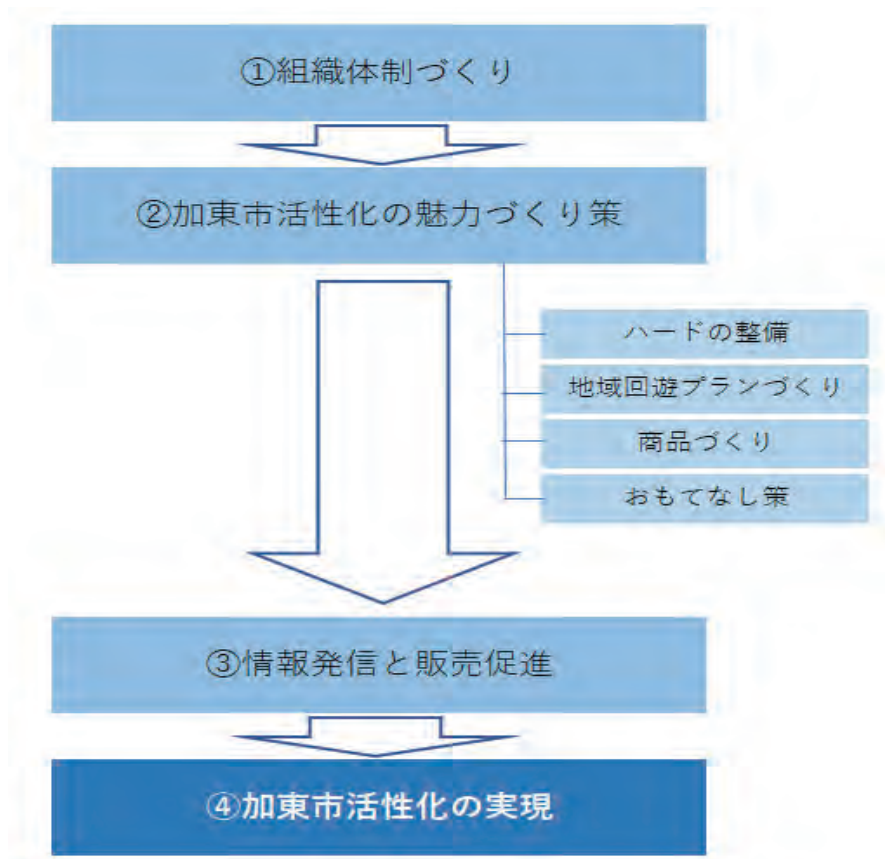 ①組織体制づくり
②加東市活性化の魅力づくり策
ハードの整備
地域回遊プランづくり
商品づくり
おもてなし策
③情報発信と販売促進
④加東市活性化の実現